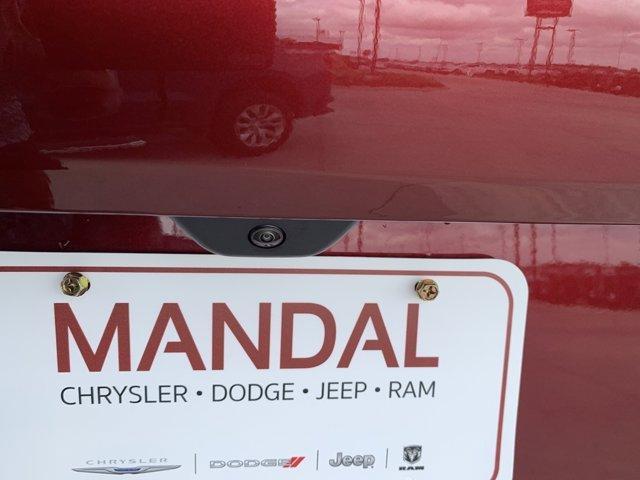 MANDAL
CHRYSLER • DODGE • JEEP • RAM
CHRYSLER | DODGE | Jeep | RAM